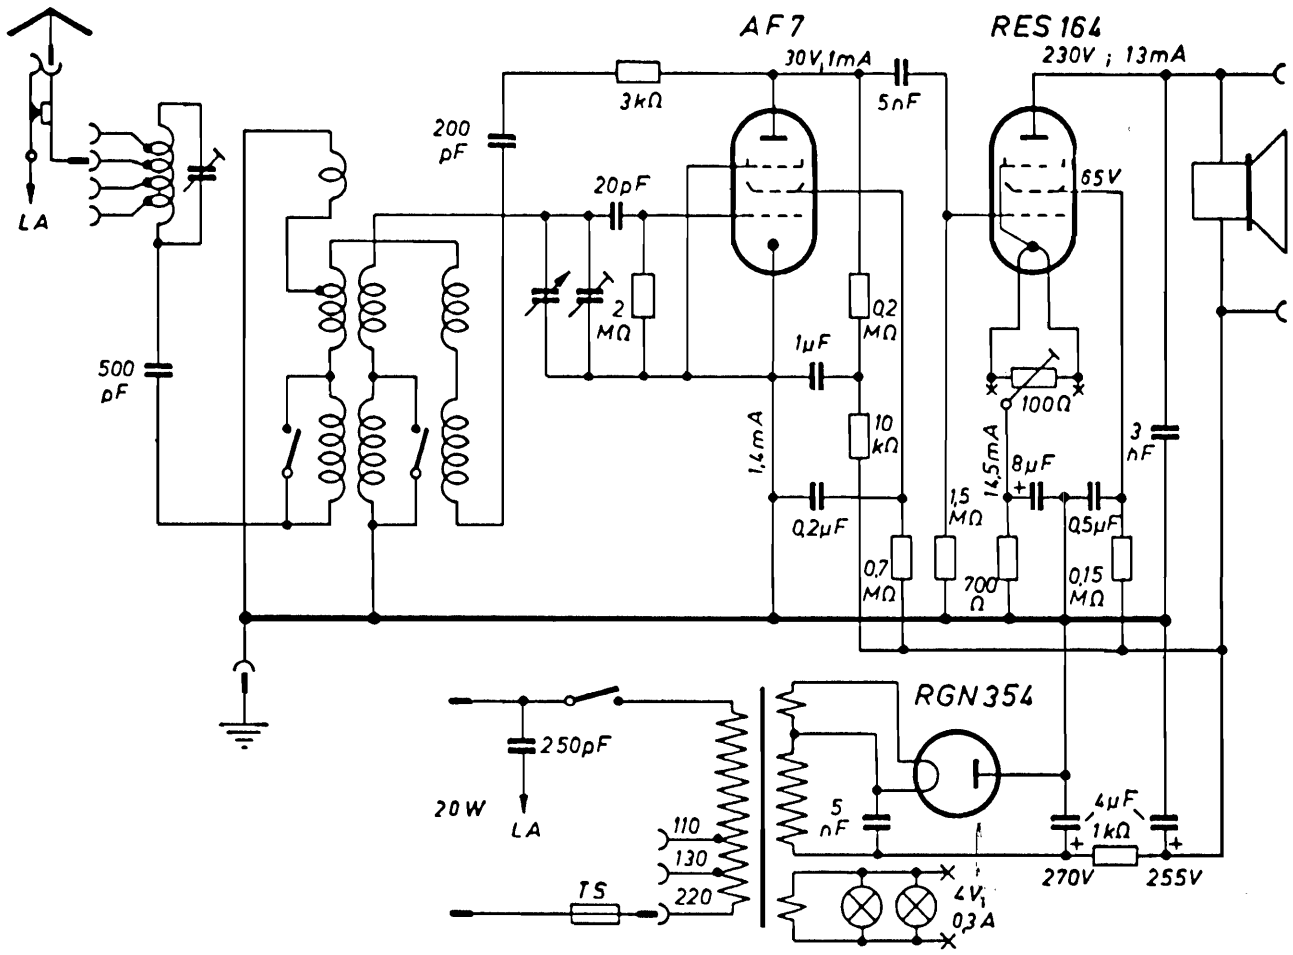 AF7
RES 164
30V, 1mA
230V ; 13mA
3kΩ
5nF
200
pF
20pF
65V
LA
2
MΩ
0,2
MΩ
1µF
500
pF
100Ω
10
kΩ
1,4mA
14,5mA
8µF
+
3
nF
0,2µF
1,5
MΩ
0,5µF
0,7
MΩ
700
Ω
0,15
MΩ
RGN354
250pF
20W
LA
5
nF
4µF
1kΩ
110
130
220
+
+
270V
255V
TS
4V;
0,3A